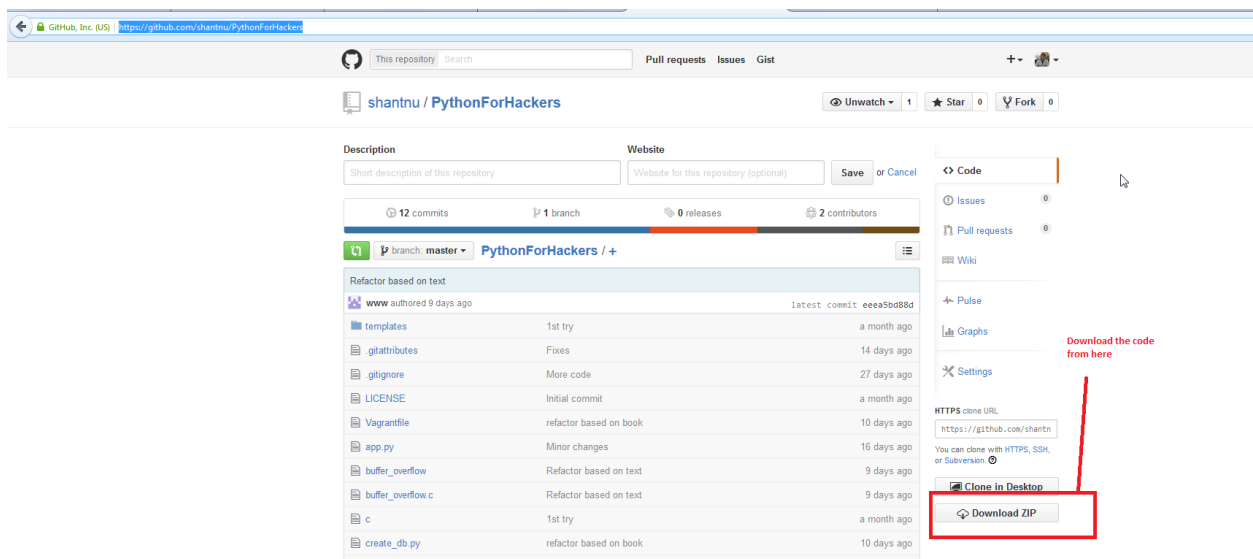 GitHub, Inc. (US) https://github.com/shantnu/PythonForHackers
This repository Search Pull requests Issues Gist
shantnu / PythonForHackers Unwatch 1 Star 0 Fork 0
Description Website
Short description of this repository Website for this repository (optional) Save or Cancel
12 commits 1 branch 0 releases 2 contributors
branch: master PythonForHackers / +
Refactor based on text
www authored 9 days ago latest commit eeea5bd88d
templates 1st try a month ago
.gitattributes Fixes 14 days ago
.gitignore More code 27 days ago
LICENSE Initial commit a month ago
Vagrantfile refactor based on book 10 days ago
app.py Minor changes 16 days ago
buffer_overflow Refactor based on text 9 days ago
buffer_overflow.c Refactor based on text 9 days ago
c 1st try a month ago
create_db.py refactor based on book 10 days ago
Code
Issues 0
Pull requests 0
Wiki
Pulse
Graphs
Settings
HTTPS clone URL
https://github.com/shantn
You can clone with HTTPS, SSH,
or Subversion.
Clone in Desktop
Download ZIP
Download the code
from here